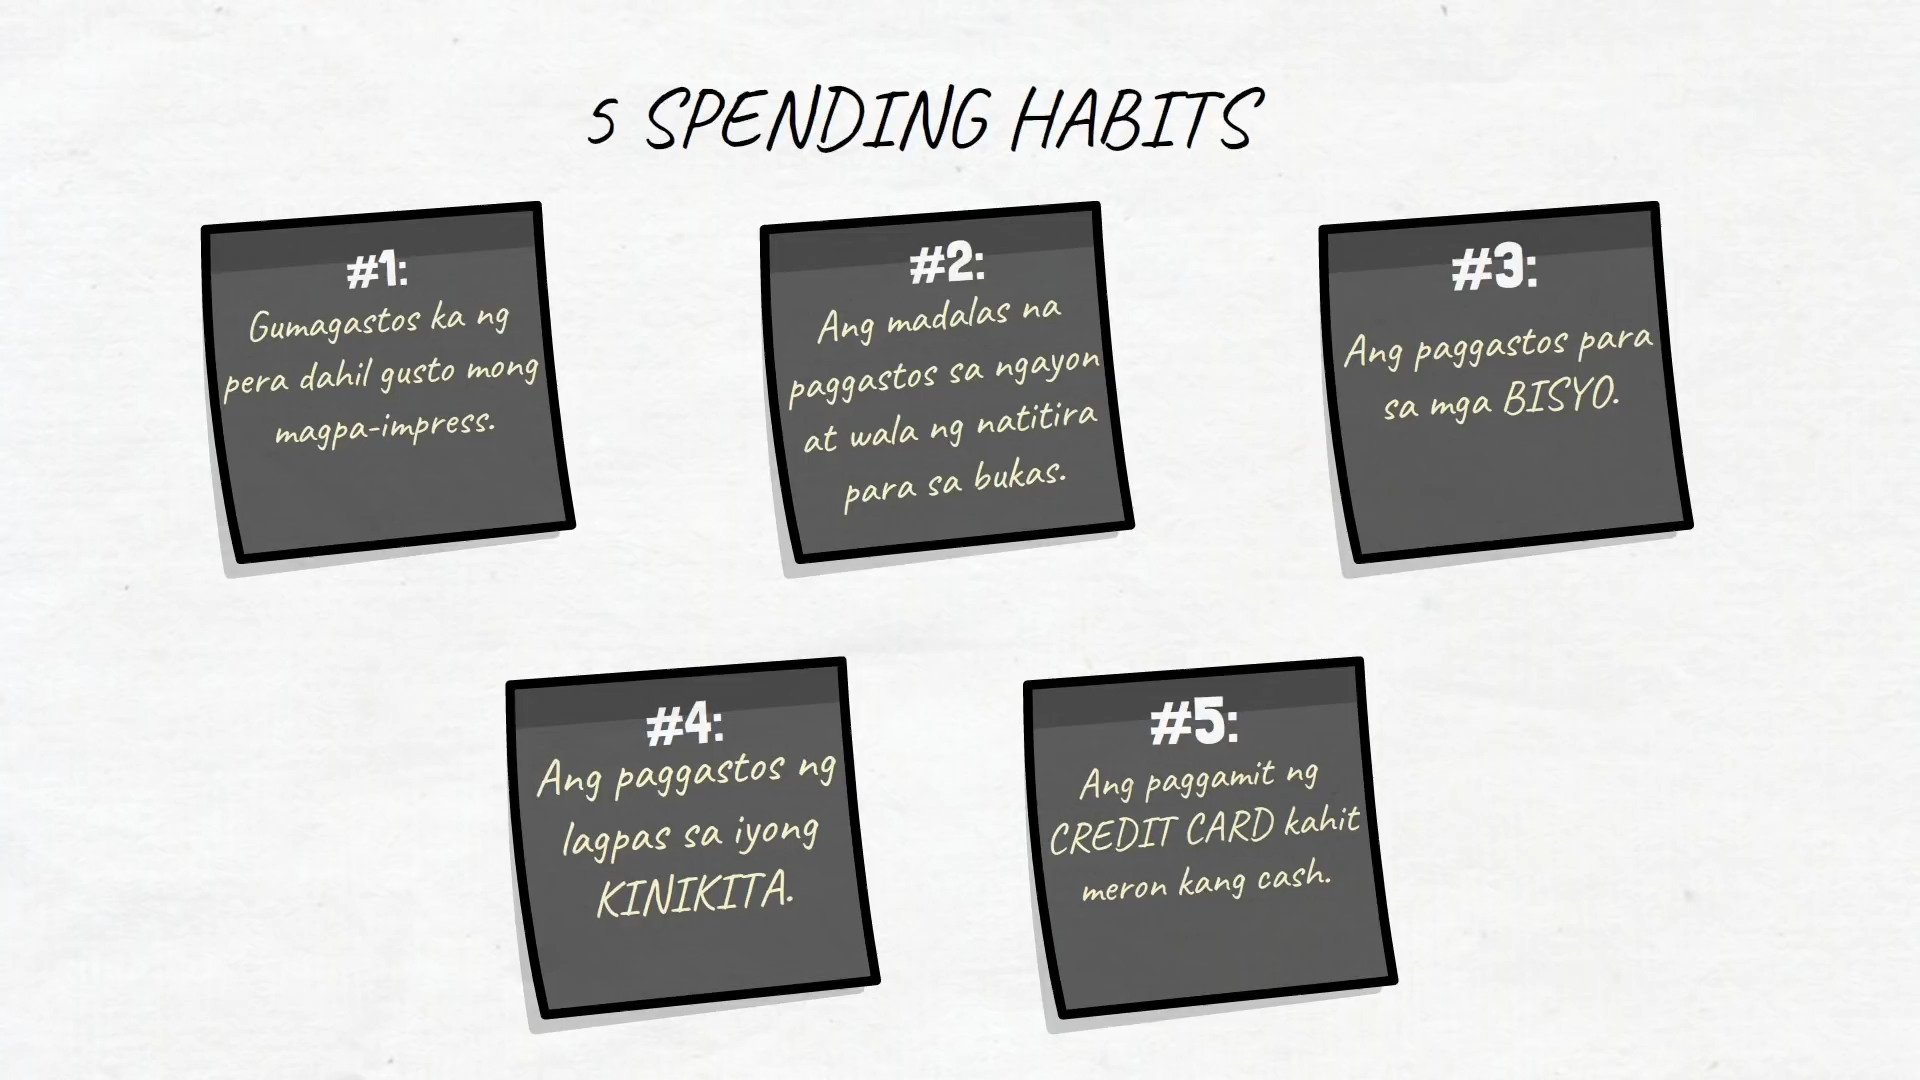 5 SPENDING HABITS
#1:
Gumagastos ka ng
pera dahil gusto mong
magpa-impress.
#2:
Ang madalas na
paggastos sa ngayon
at wala ng natitira
para sa bukas.
#3:
Ang paggastos para
sa mga BISYO.
#4:
Ang paggastos ng
lagpas sa iyong
KINIKITA.
#5:
Ang paggamit ng
CREDIT CARD kahit
meron kang cash.